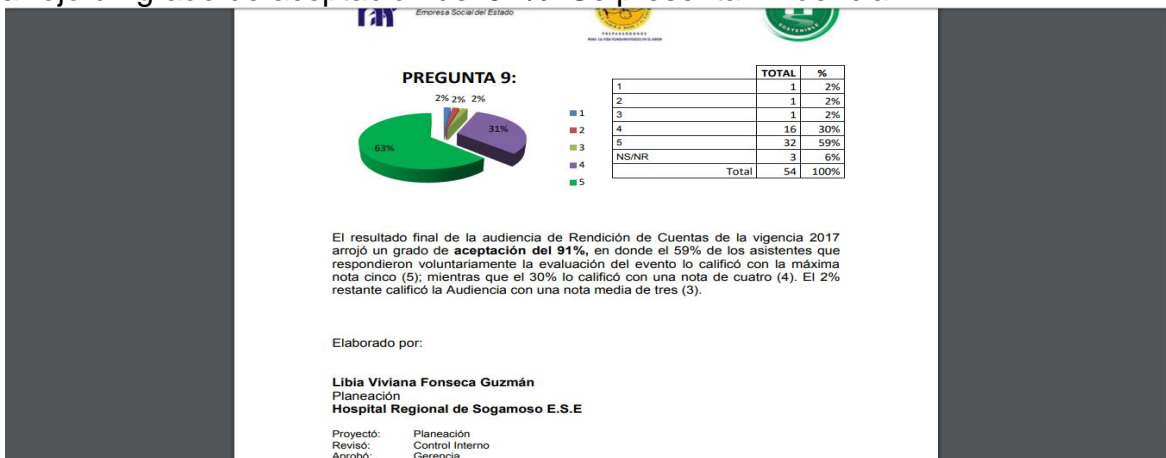 Empresa Social del Estado
SOSTENIBLE
PREGUNTA 9:
2% 2% 2%
31%
63%
1
2
3
4
5
TOTAL %
1 1 2%
2 1 2%
3 1 2%
4 16 30%
5 32 59%
NS/NR 3 6%
Total 54 100%
El resultado final de la audiencia de Rendición de Cuentas de la vigencia 2017
arrojó un grado de aceptación del 91%, en donde el 59% de los asistentes que
respondieron voluntariamente la evaluación del evento lo calificó con la máxima
nota cinco (5); mientras que el 30% lo calificó con una nota de cuatro (4). El 2%
restante calificó la Audiencia con una nota media de tres (3).
Elaborado por:
Libia Viviana Fonseca Guzmán
Planeación
Hospital Regional de Sogamoso E.S.E
Proyectó: Planeación
Revisó: Control Interno
Aprobó: Gerencia